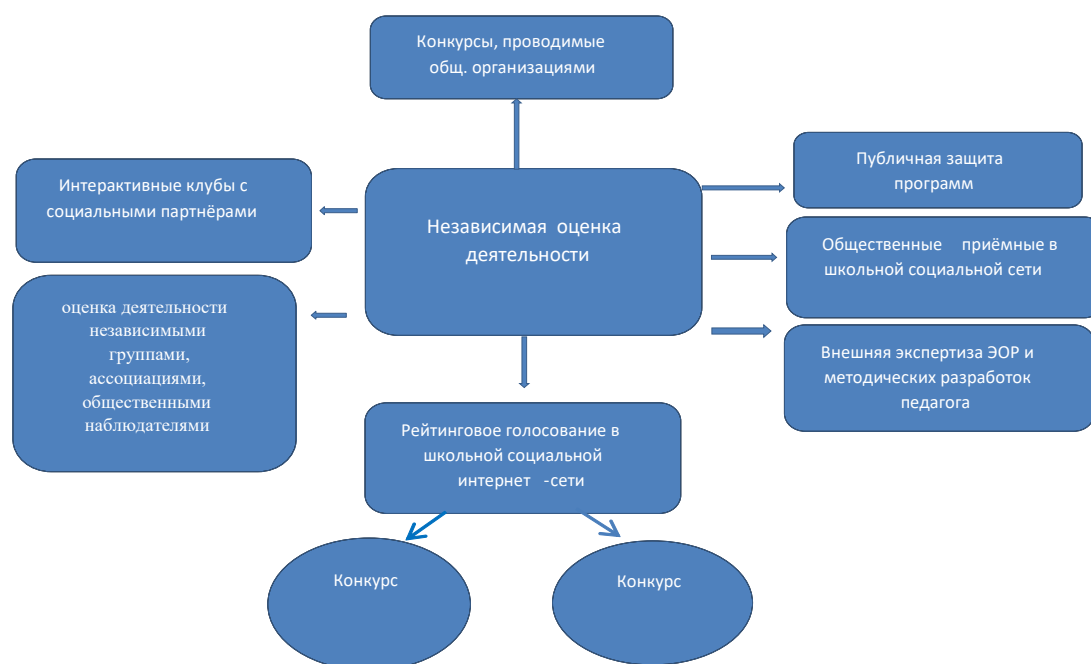 Конкурсы, проводимые
общ. организациями
Интерактивные клубы с
социальными партнёрами
Независимая оценка
деятельности
Публичная защита
программ
Общественные приёмные в
школьной социальной сети
оценка деятельности
независимыми
группами,
ассоциациями,
общественными
наблюдателями
Внешняя экспертиза ЭОР и
методических разработок
педагога
Рейтинговое голосование в
школьной социальной
интернет -сети
Конкурс
Конкурс